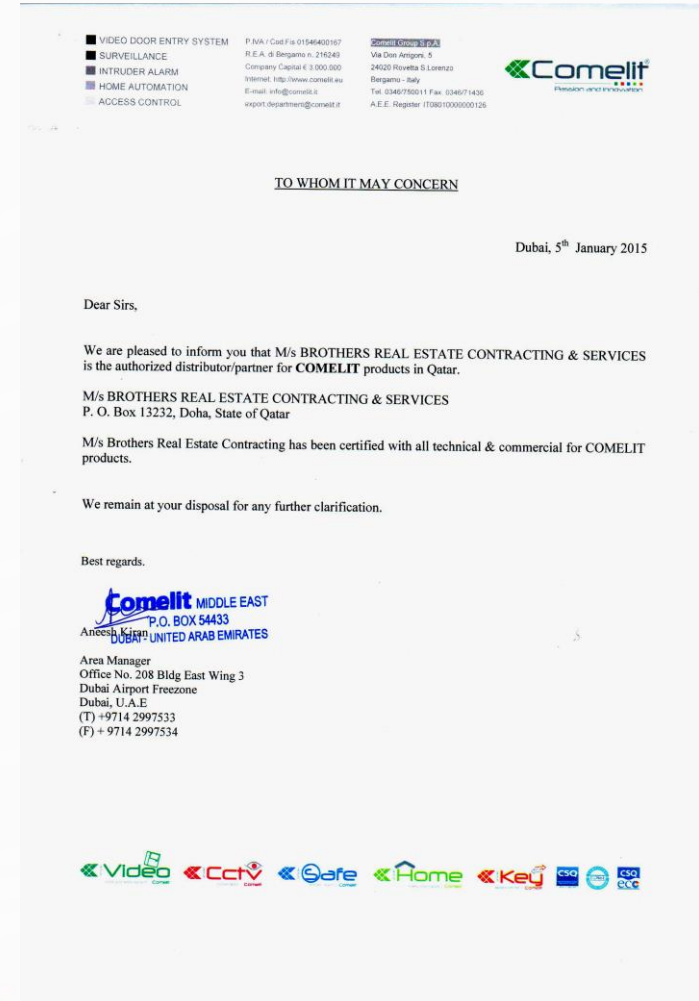 VIDEO DOOR ENTRY SYSTEM
SURVEILLANCE
INTRUDER ALARM
HOME AUTOMATION
ACCESS CONTROL
P.IVA / Cod.Fis 01546400167
R.E.A. di Bergamo n. 216249
Company Capital € 3.000.000
Internet: http://www.comelit.eu
E-mail: info@comelit.it
export.department@comelit.it
Comelit Group S.p.A.
Via Don Arrigoni, 5
24020 Rovetta S.Lorenzo
Bergamo - Italy
Tel. 0346/750011 Fax. 0346/71436
A.E.E. Register IT08010000000126
Comelit
Passion and innovation
TO WHOM IT MAY CONCERN
Dubai, 5th January 2015
Dear Sirs,
We are pleased to inform you that M/s BROTHERS REAL ESTATE CONTRACTING & SERVICES
is the authorized distributor/partner for COMELIT products in Qatar.
M/s BROTHERS REAL ESTATE CONTRACTING & SERVICES
P. O. Box 13232, Doha, State of Qatar
M/s Brothers Real Estate Contracting has been certified with all technical & commercial for COMELIT
products.
We remain at your disposal for any further clarification.
Best regards.
Comelit MIDDLE EAST
P.O. BOX 54433
DUBAI - UNITED ARAB EMIRATES
Aneesh Kiran
Area Manager
Office No. 208 Bldg East Wing 3
Dubai Airport Freezone
Dubai, U.A.E
(T) +9714 2997533
(F) + 9714 2997534
Video Cctv Safe Home Key CSQ CSQ
eco